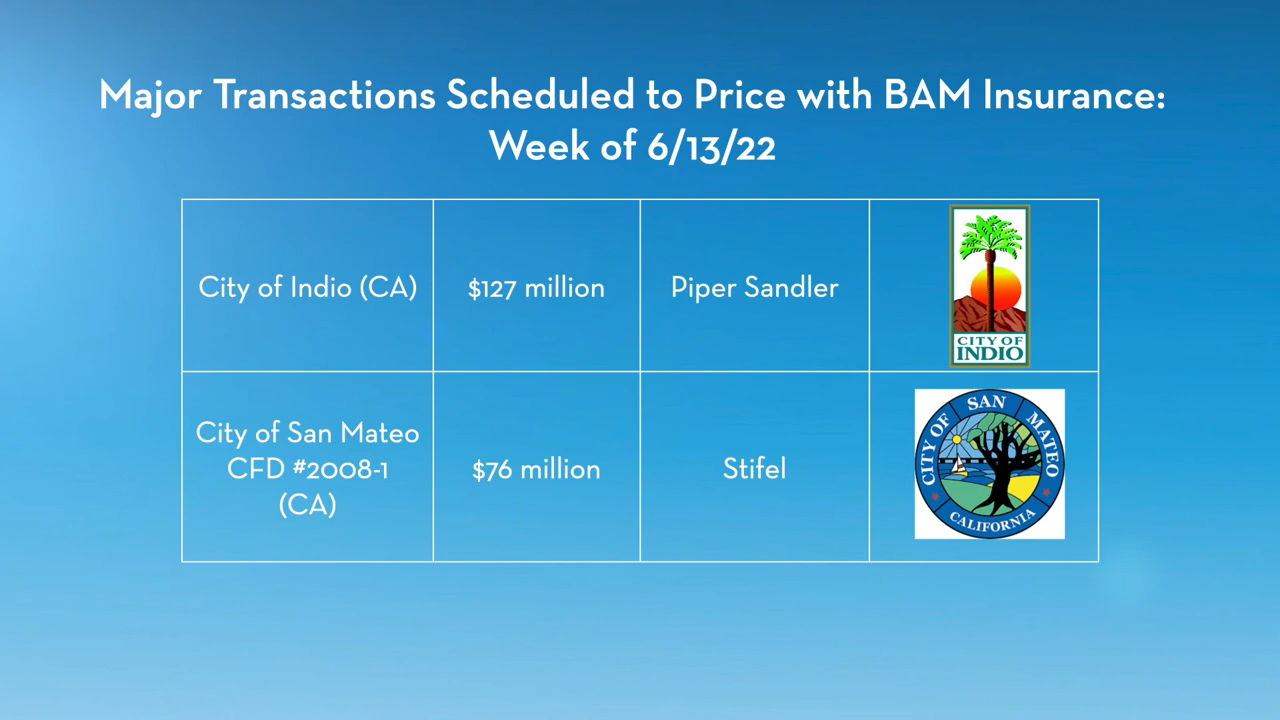 Major Transactions Scheduled to Price with BAM Insurance:
Week of 6/13/22
City of Indio (CA)
$127 million
Piper Sandler
CITY OF
INDIO
City of San Mateo
CFD #2008-1
(CA)
$76 million
Stifel
CITY OF SAN MATEO
CALIFORNIA